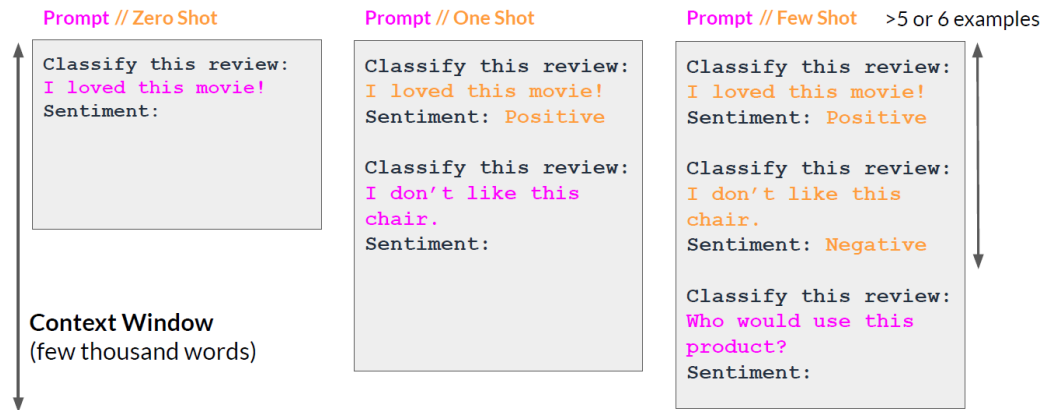 Prompt // Zero Shot
Classify this review:
I loved this movie!
Sentiment:
Context Window
(few thousand words)
Prompt // One Shot
Classify this review:
I loved this movie!
Sentiment: Positive
Classify this review:
I don’t like this
chair.
Sentiment:
Prompt // Few Shot
>5 or 6 examples
Classify this review:
I loved this movie!
Sentiment: Positive
Classify this review:
I don’t like this
chair.
Sentiment: Negative
Classify this review:
Who would use this
product?
Sentiment: